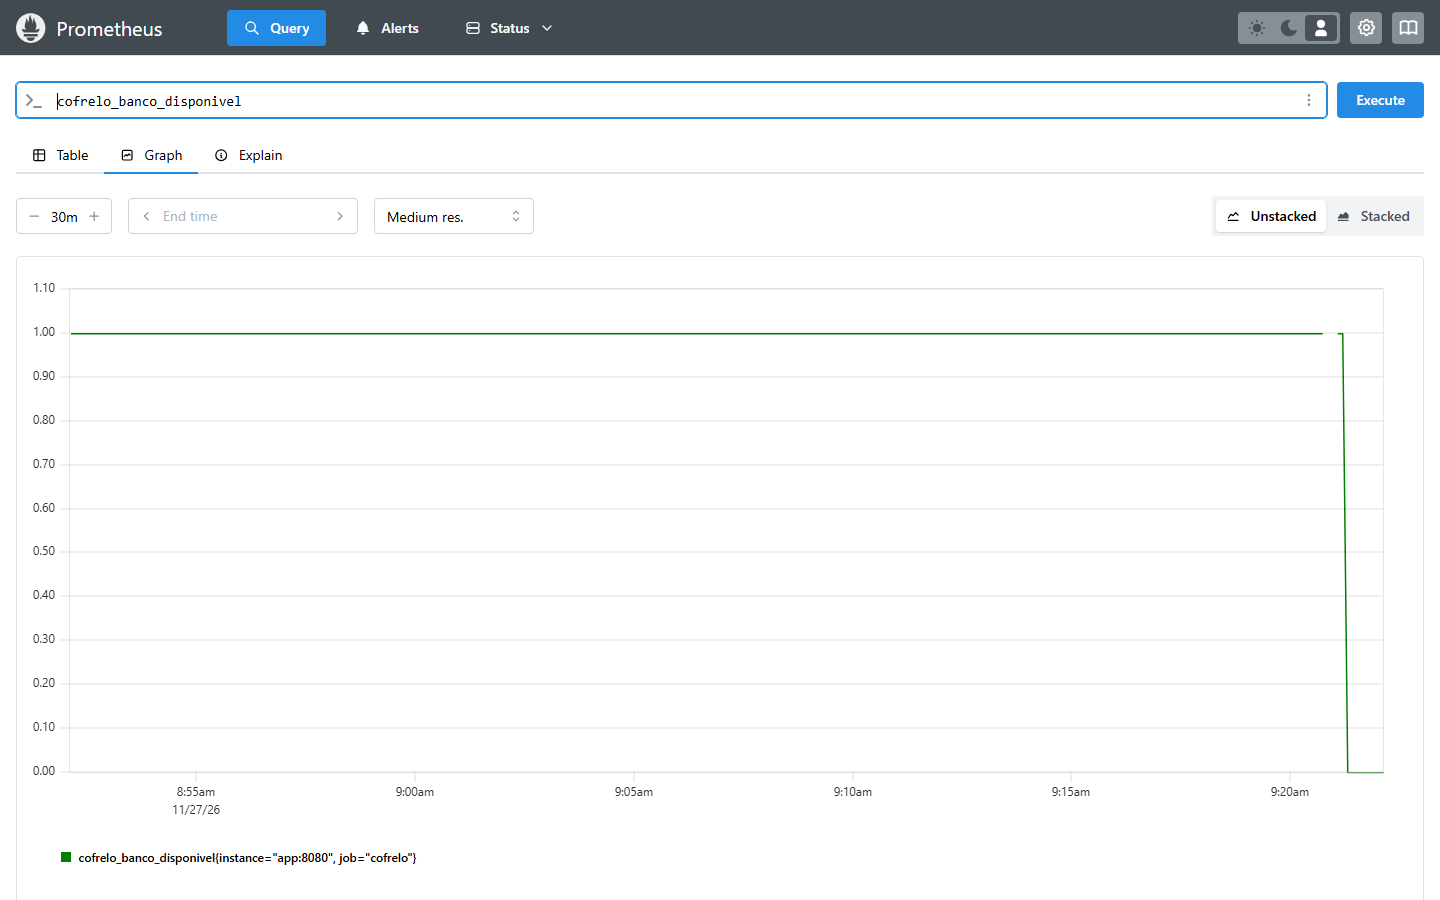 Prometheus
Query
Alerts
Status
>_ cofrelo_banco_disponivel
Execute
Table
Graph
Explain
30m
End time
Medium res.
Unstacked
Stacked
1.10
1.00
0.90
0.80
0.70
0.60
0.50
0.40
0.30
0.20
0.10
0.00
8:55am 9:00am 9:05am 9:10am 9:15am 9:20am
11/27/26
cofrelo_banco_disponivel{instance="app:8080", job="cofrelo"}